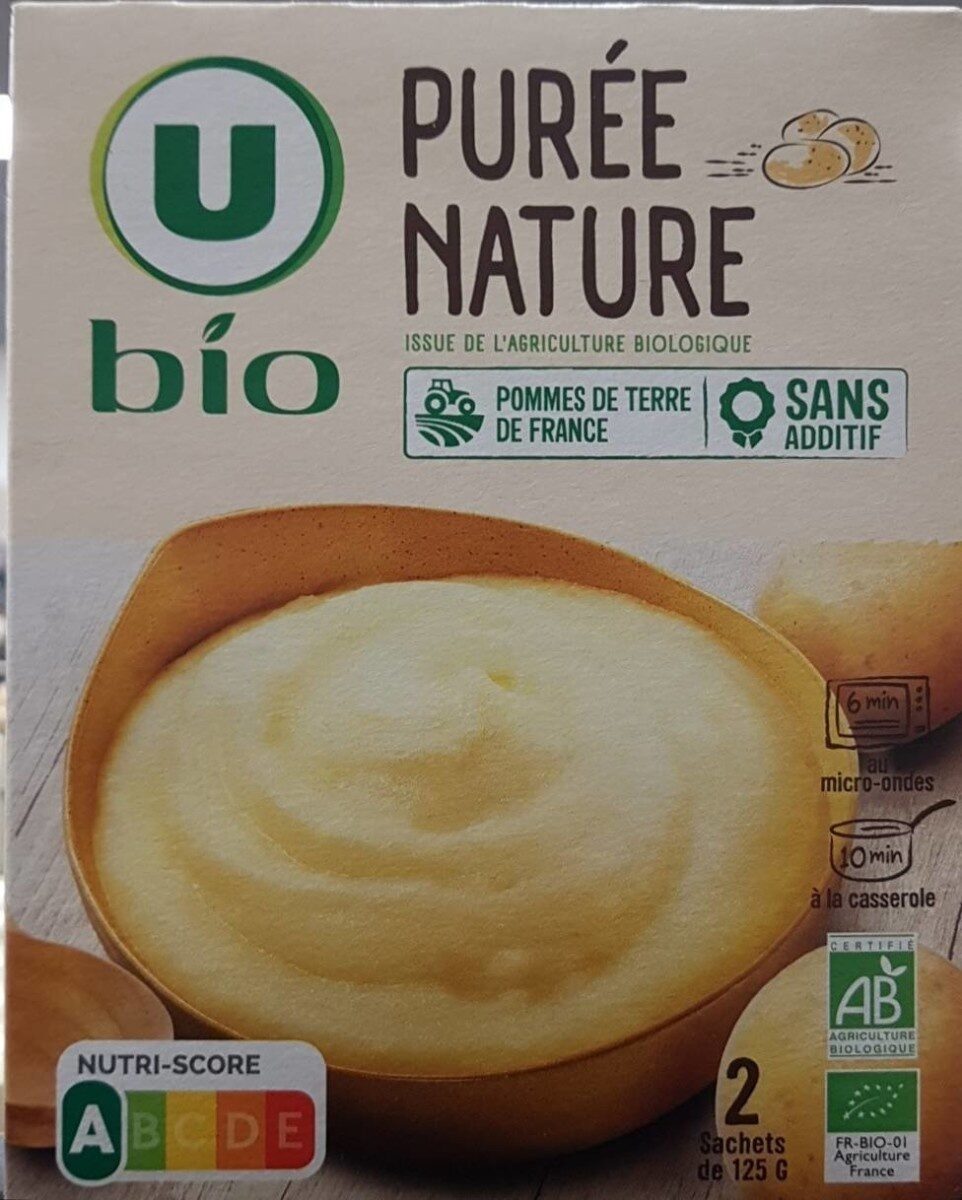 U
bio
PURÉE
NATURE
ISSUE DE L'AGRICULTURE BIOLOGIQUE
POMMES DE TERRE
DE FRANCE
SANS
ADDITIF
6 min
au
micro-ondes
10 min
à la casserole
CERTIFIÉ
AB
AGRICULTURE
BIOLOGIQUE
NUTRI-SCORE
A B C D E
2
Sachets
de 125 G
FR-BIO-01
Agriculture
France